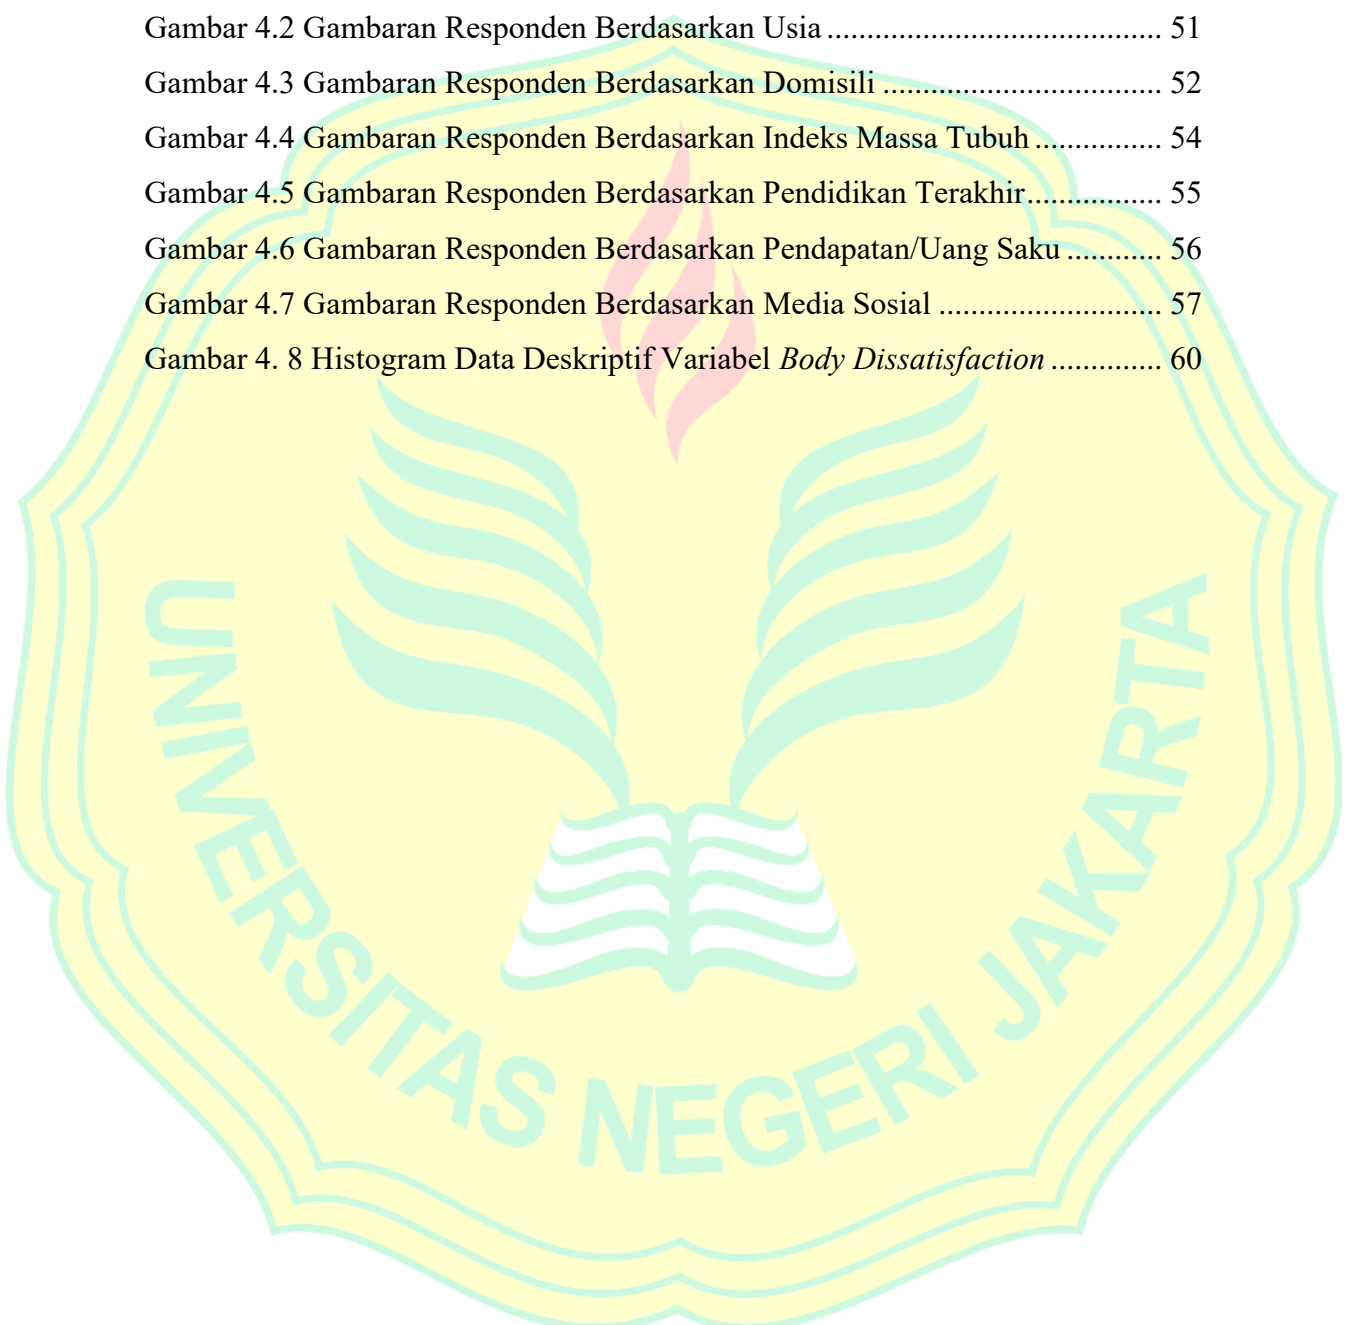 Gambar 4.2 Gambaran Responden Berdasarkan Usia ......................................... 51
Gambar 4.3 Gambaran Responden Berdasarkan Domisili .................................. 52
Gambar 4.4 Gambaran Responden Berdasarkan Indeks Massa Tubuh ................ 54
Gambar 4.5 Gambaran Responden Berdasarkan Pendidikan Terakhir................. 55
Gambar 4.6 Gambaran Responden Berdasarkan Pendapatan/Uang Saku ............ 56
Gambar 4.7 Gambaran Responden Berdasarkan Media Sosial ........................... 57
Gambar 4. 8 Histogram Data Deskriptif Variabel Body Dissatisfaction .............. 60
UNIVERSITAS NEGERI JAKARTA